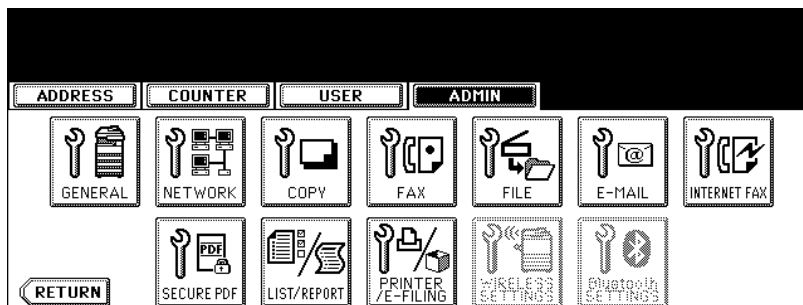 ADDRESS COUNTER USER ADMIN
GENERAL NETWORK COPY FAX FILE E-MAIL INTERNET FAX
@
PDF
SECURE PDF LIST/REPORT PRINTER
/E-FILING WIRELESS
SETTINGS Bluetooth
SETTINGS
RETURN